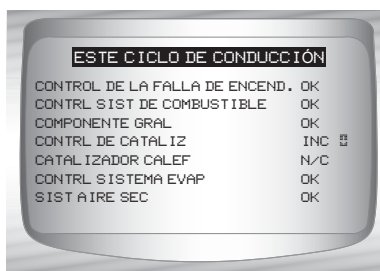 ESTE CICLO DE CONDUCCIÓN
CONTROL DE LA FALLA DE ENCEND. OK
CONTRL SIST DE COMBUSTIBLE OK
COMPONENTE GRAL OK
CONTRL DE CATALIZ INC
CATALIZADOR CALEF N/C
CONTRL SISTEMA EVAP OK
SIST AIRE SEC OK